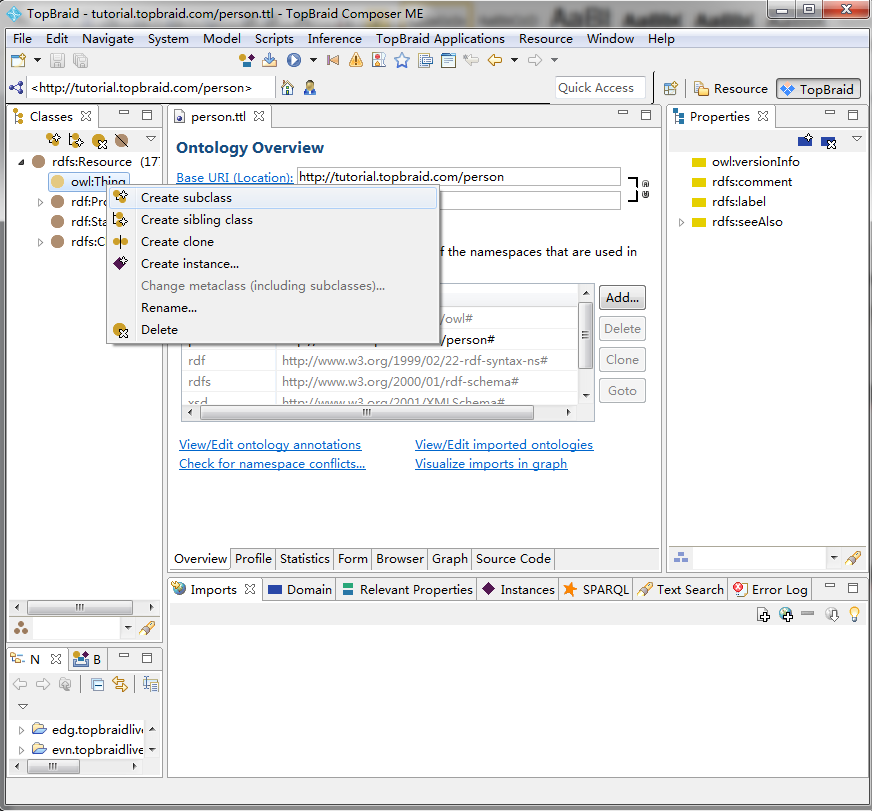 TopBraid - tutorial.topbraid.com/person.ttl - TopBraid Composer ME
File Edit Navigate System Model Scripts Inference TopBraid Applications Resource Window Help
<http://tutorial.topbraid.com/person>
Quick Access
Resource
TopBraid
Classes
person.ttl
Properties
rdfs:Resource (17
owl:Thing
rdf:Pro
rdf:Sta
rdfs:C
Create subclass
Create sibling class
Create clone
Create instance...
Change metaclass (including subclasses)...
Rename...
Delete
Ontology Overview
Base URI (Location): http://tutorial.topbraid.com/person
f the namespaces that are used in
/owl#
/person#
rdf http://www.w3.org/1999/02/22-rdf-syntax-ns#
rdfs http://www.w3.org/2000/01/rdf-schema#
xsd http://www.w3.org/2001/XMLSchema#
Add...
Delete
Clone
Goto
View/Edit ontology annotations View/Edit imported ontologies
Check for namespace conflicts... Visualize imports in graph
owl:versionInfo
rdfs:comment
rdfs:label
rdfs:seeAlso
Overview Profile Statistics Form Browser Graph Source Code
Imports Domain Relevant Properties Instances SPARQL Text Search Error Log
N B
edg.topbraidlive
evn.topbraidlive